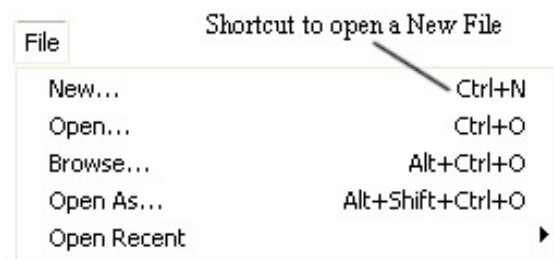 Shortcut to open a New File
File
New... Ctrl+N
Open... Ctrl+O
Browse... Alt+Ctrl+O
Open As... Alt+Shift+Ctrl+O
Open Recent